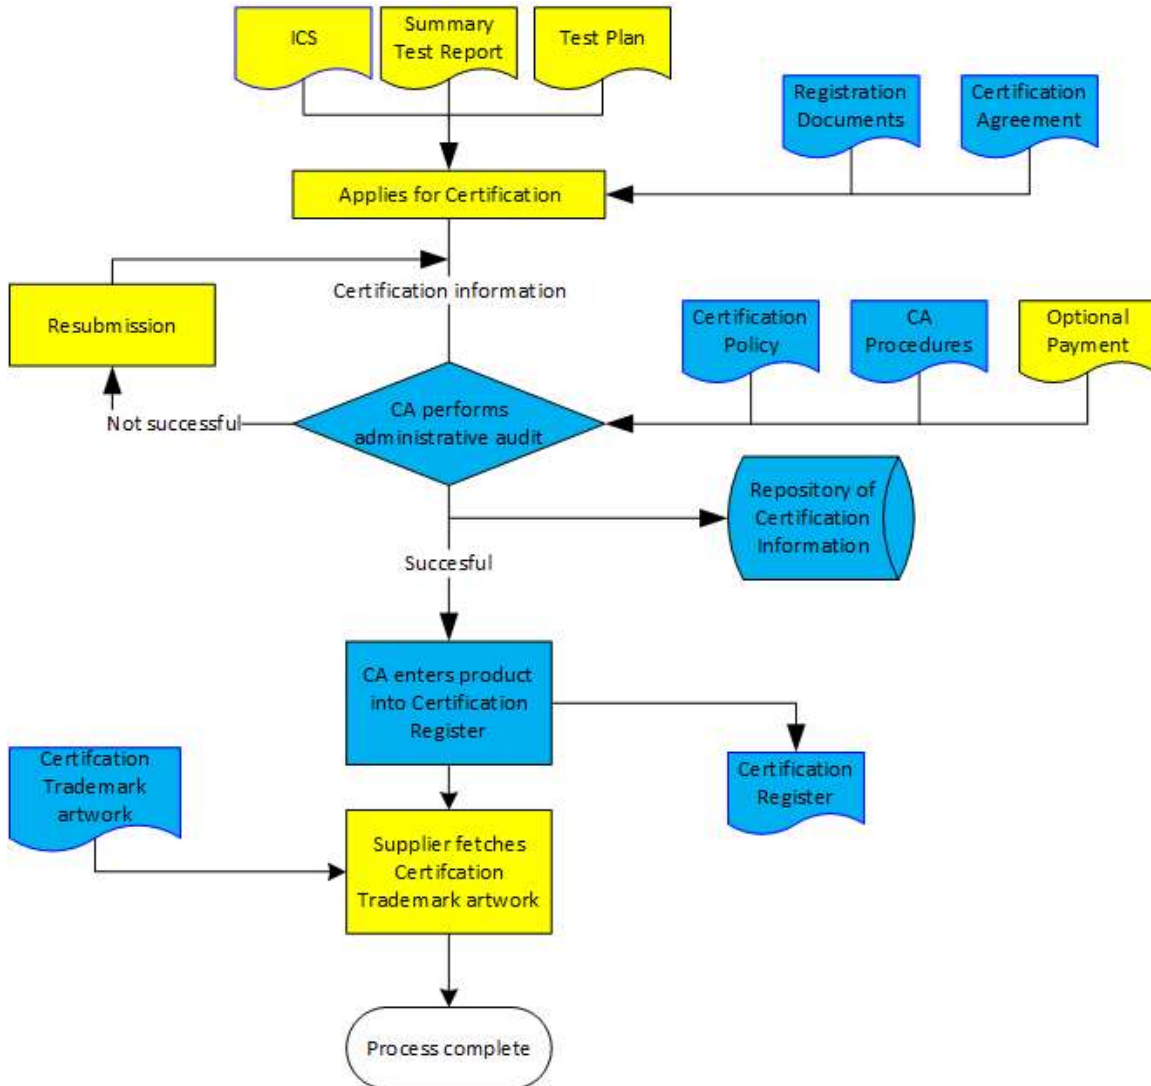 ICS
Summary
Test Report
Test Plan
Registration
Documents
Certification
Agreement
Applies for Certification
Certification information
Resubmission
Certification
Policy
CA
Procedures
Optional
Payment
Not successful
CA performs
administrative audit
Repository of
Certification
Information
Succesful
CA enters product
into Certification
Register
Certifcation
Trademark
artwork
Certification
Register
Supplier fetches
Certifcation
Trademark artwork
Process complete